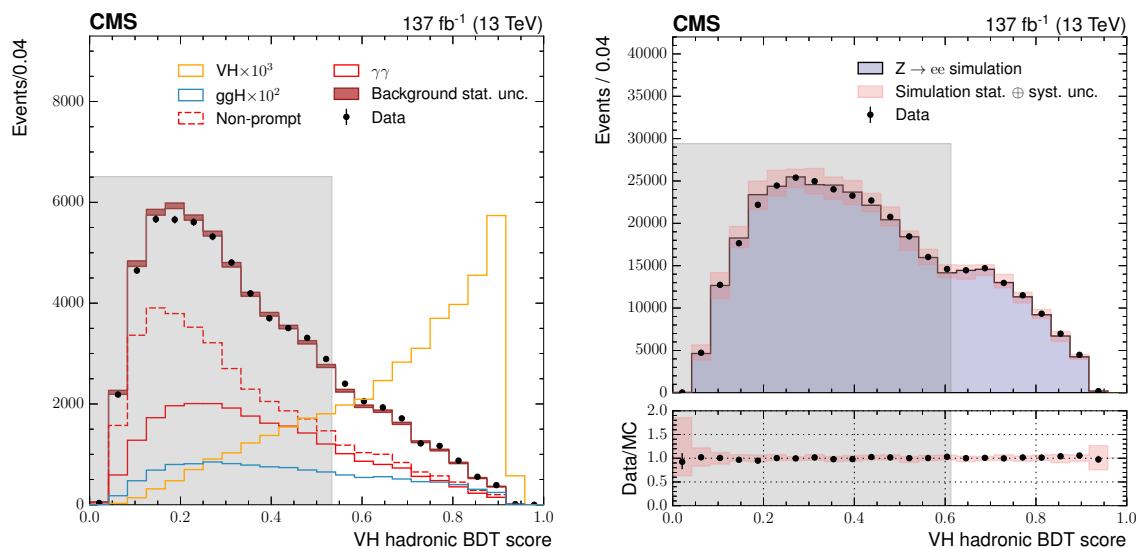 CMS
137 fb⁻¹ (13 TeV)
Events/0.04
9000
6000
4000
2000
0
VH×10³
ggH×10²
Non-prompt
γγ
Background stat. unc.
Data
0.0 0.2 0.4 0.6 0.8 1.0
VH hadronic BDT score
CMS
137 fb⁻¹ (13 TeV)
Events / 0.04
40000
35000
30000
25000
20000
15000
10000
5000
0
Z → ee simulation
Simulation stat. ⊕ syst. unc.
Data
Data/MC
2.0
1.5
1.0
0.5
0.0
0.0 0.2 0.4 0.6 0.8 1.0
VH hadronic BDT score